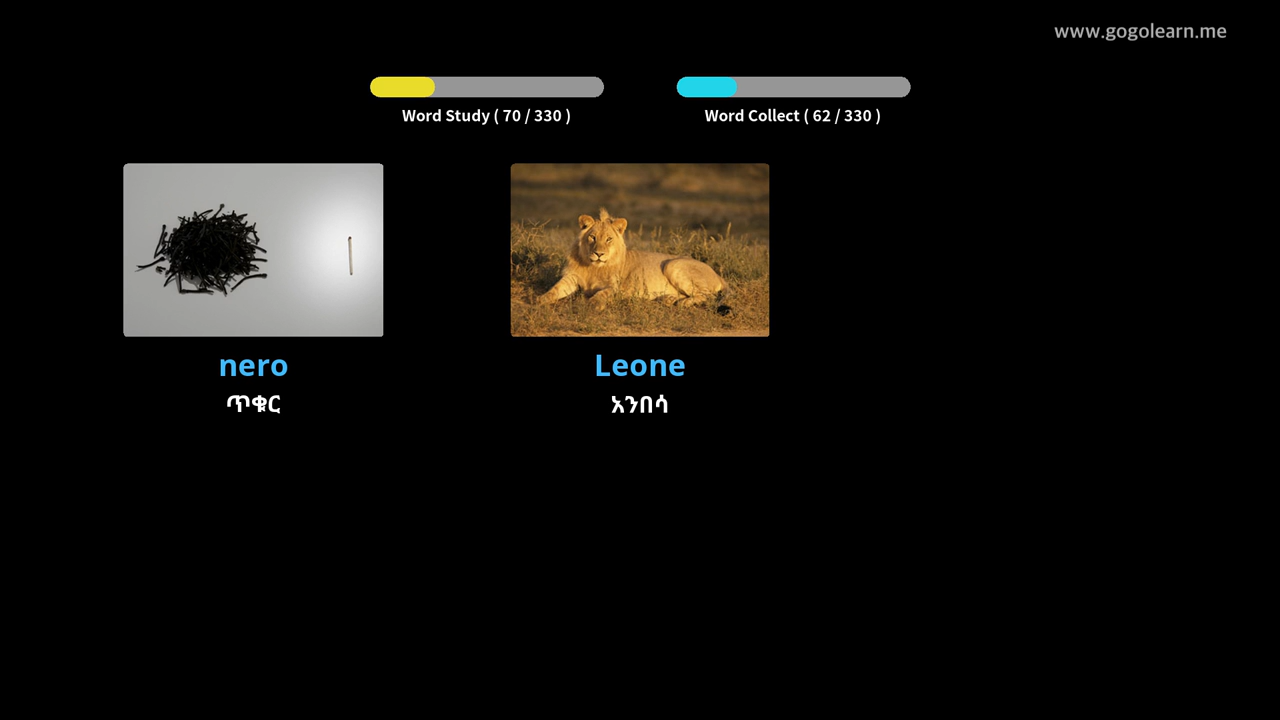 www.gogolearn.me
Word Study ( 70 / 330 )
Word Collect ( 62 / 330 )
nero
ጥቁር
Leone
አንበሳ